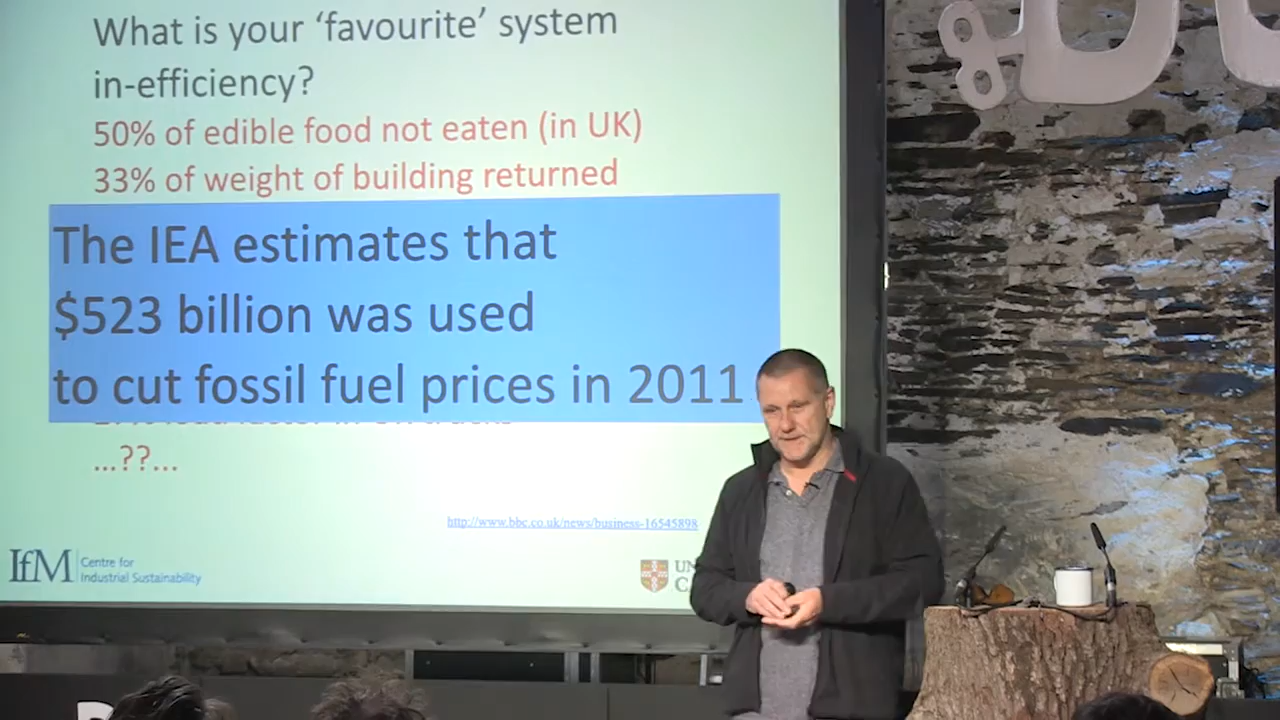 What is your ‘favourite’ system
in-efficiency?
50% of edible food not eaten (in UK)
33% of weight of building returned
The IEA estimates that
$523 billion was used
to cut fossil fuel prices in 2011
...??...
http://www.bbc.co.uk/news/business-16545898
IfM
Centre for
Industrial Sustainability